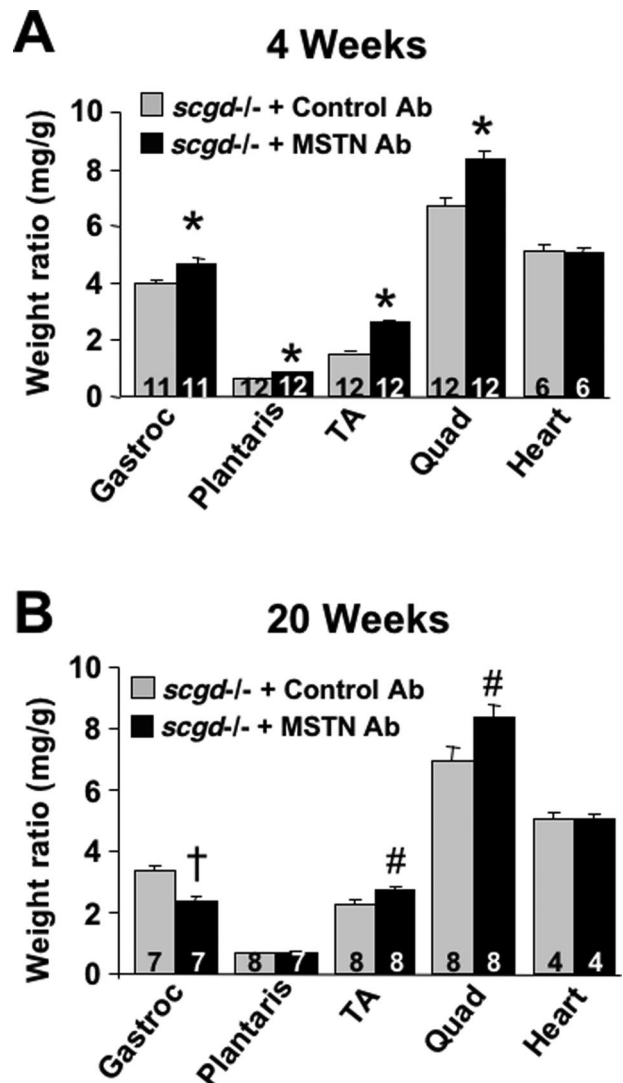 A
4 Weeks
scgd-/- + Control Ab
scgd-/- + MSTN Ab
Weight ratio (mg/g)
10
8
6
4
2
0
* * * *
11 11 12 12 12 12 12 12 6 6
Gastroc Plantaris TA Quad Heart
B
20 Weeks
scgd-/- + Control Ab
scgd-/- + MSTN Ab
Weight ratio (mg/g)
10
8
6
4
2
0
† # #
7 7 8 7 8 8 8 8 4 4
Gastroc Plantaris TA Quad Heart